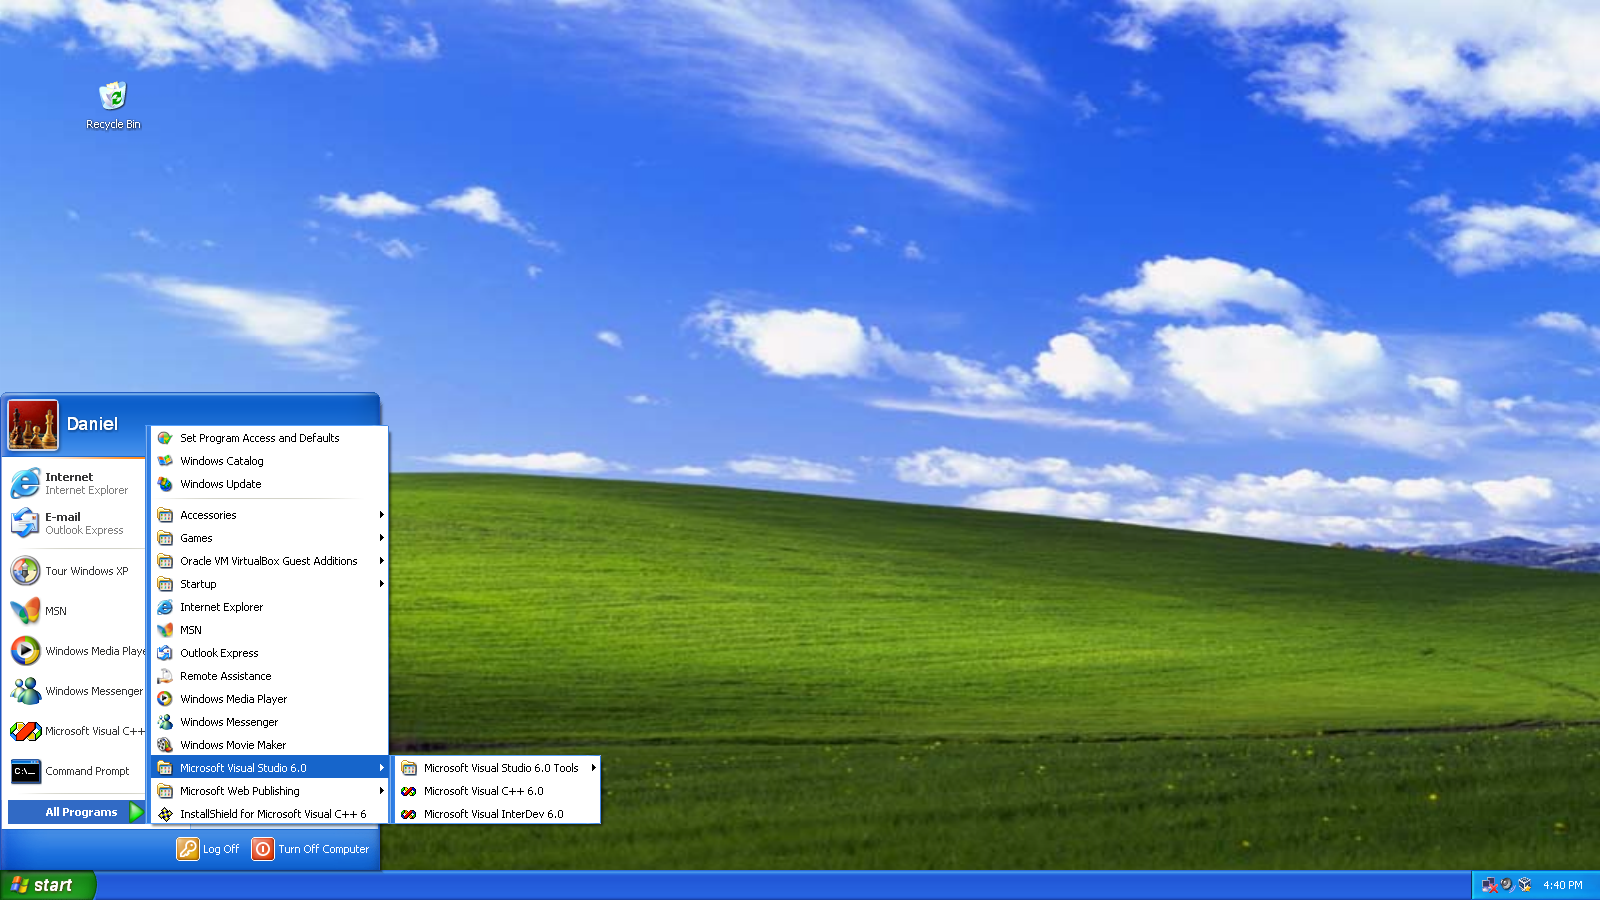 Recycle Bin
Daniel
Internet
Internet Explorer
E-mail
Outlook Express
Tour Windows XP
MSN
Windows Media Playe
Windows Messenger
Microsoft Visual C++
C:\_
Command Prompt
All Programs
Set Program Access and Defaults
Windows Catalog
Windows Update
Accessories
Games
Oracle VM VirtualBox Guest Additions
Startup
Internet Explorer
MSN
Outlook Express
Remote Assistance
Windows Media Player
Windows Messenger
Windows Movie Maker
Microsoft Visual Studio 6.0
Microsoft Web Publishing
InstallShield for Microsoft Visual C++ 6
Microsoft Visual Studio 6.0 Tools
Microsoft Visual C++ 6.0
Microsoft Visual InterDev 6.0
Log Off
Turn Off Computer
start
4:40 PM